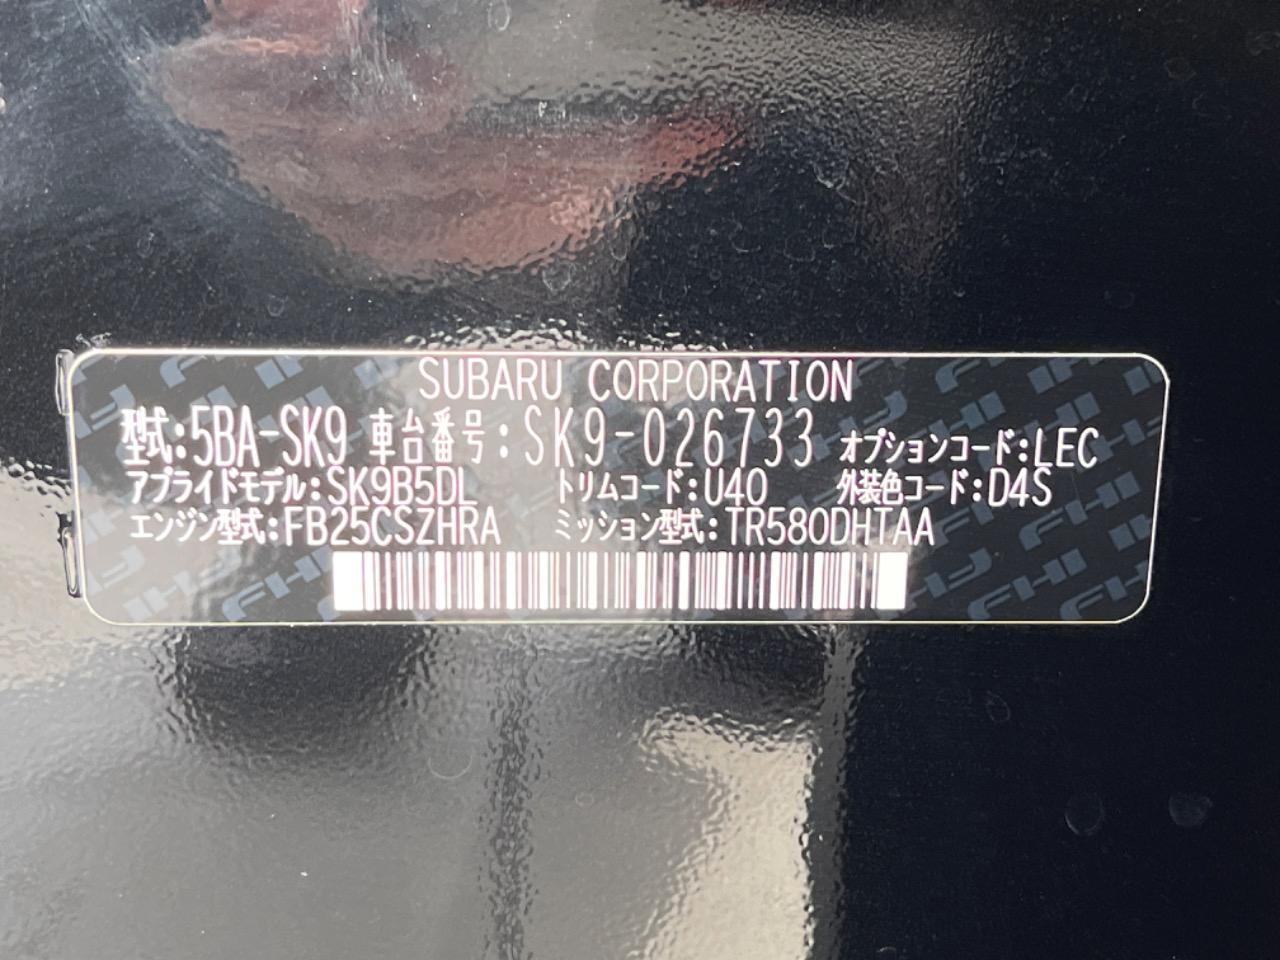 SUBARU CORPORATION
型式:5BA-SK9 車台番号:SK9-026733 オプションコード:LEC
アプライドモデル:SK9B5DL トリムコード:U40 外装色コード:D4S
エンジン型式:FB25CSZHRA ミッション型式:TR580DHTAA